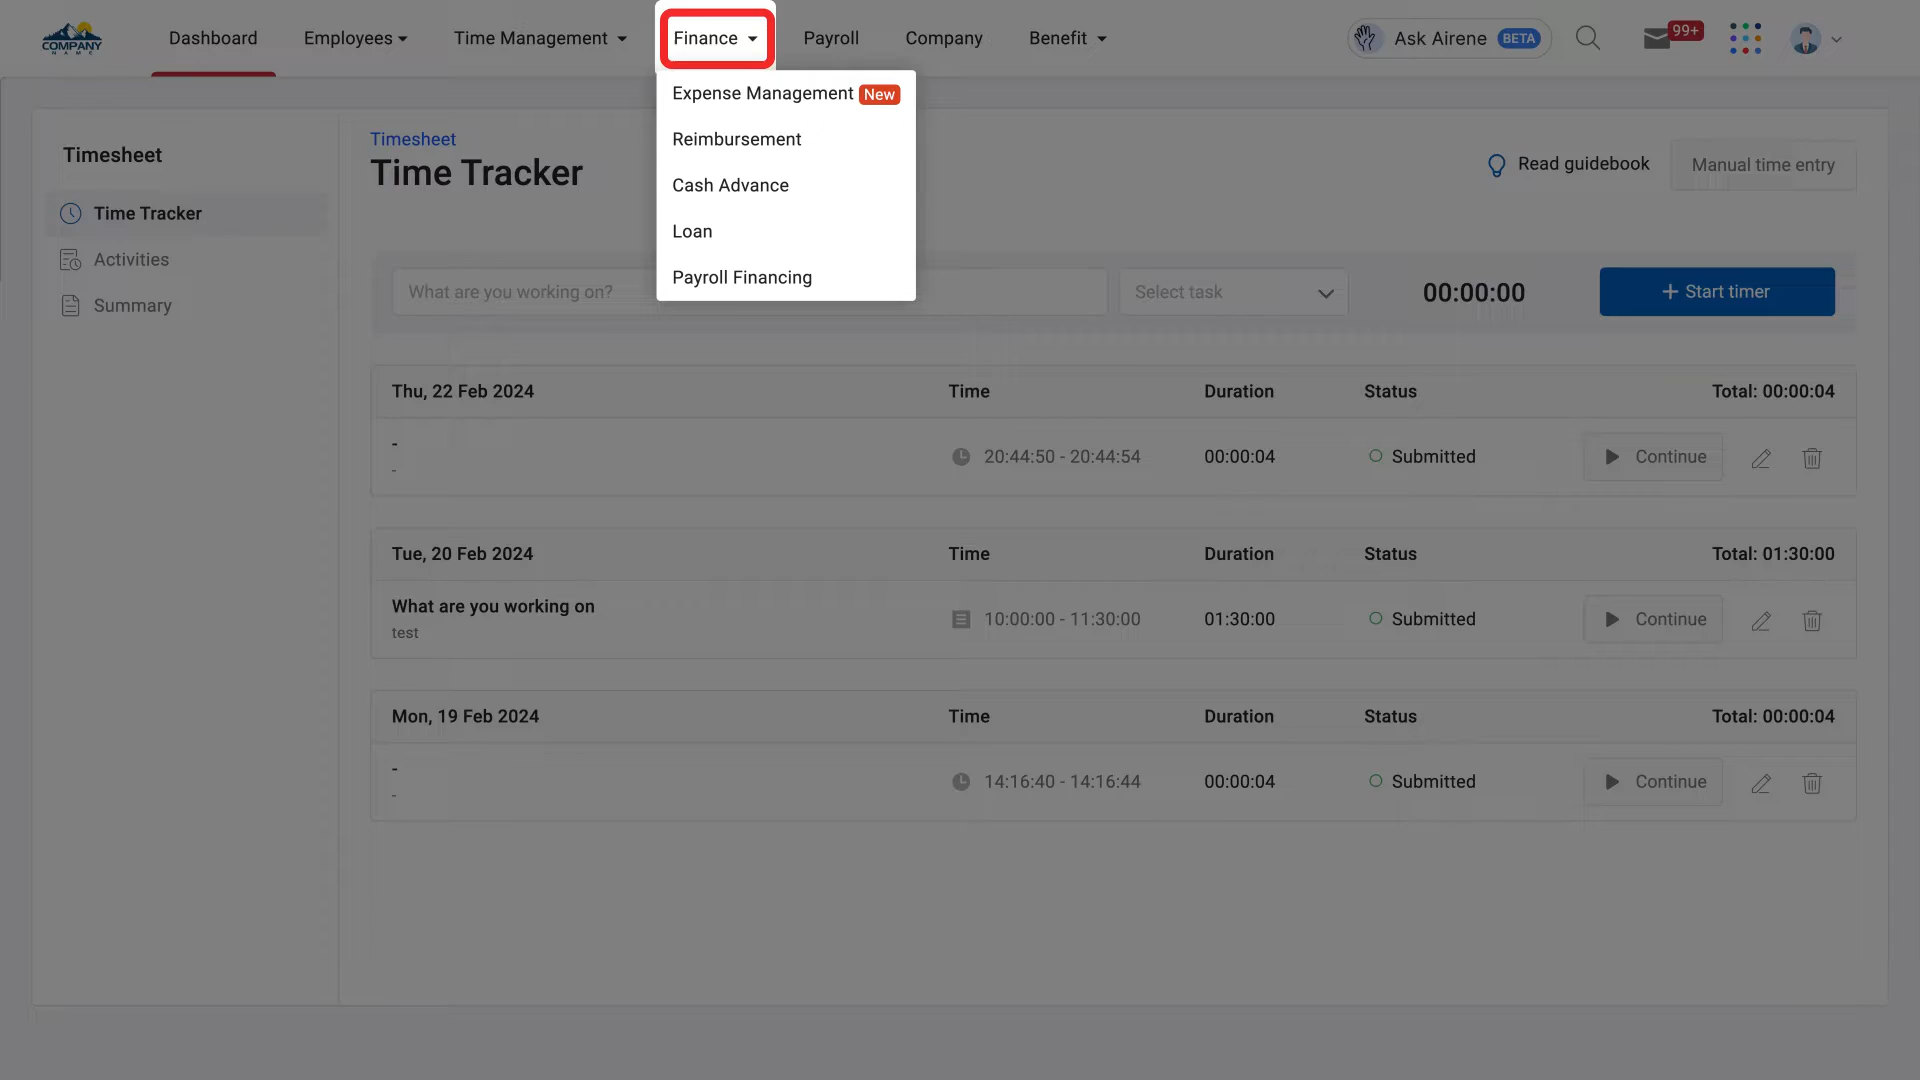 COMPANY
NAME
Dashboard
Employees
Time Management
Finance
Payroll
Company
Benefit
Ask Airene BETA
99+
Expense Management New
Reimbursement
Cash Advance
Loan
Payroll Financing
Timesheet
Time Tracker
Activities
Summary
Timesheet
Time Tracker
Read guidebook
Manual time entry
What are you working on?
Select task
00:00:00
+ Start timer
Thu, 22 Feb 2024 Time Duration Status Total: 00:00:04
-
-
20:44:50 - 20:44:54 00:00:04 Submitted Continue
Tue, 20 Feb 2024 Time Duration Status Total: 01:30:00
What are you working on
test
10:00:00 - 11:30:00 01:30:00 Submitted Continue
Mon, 19 Feb 2024 Time Duration Status Total: 00:00:04
-
-
14:16:40 - 14:16:44 00:00:04 Submitted Continue